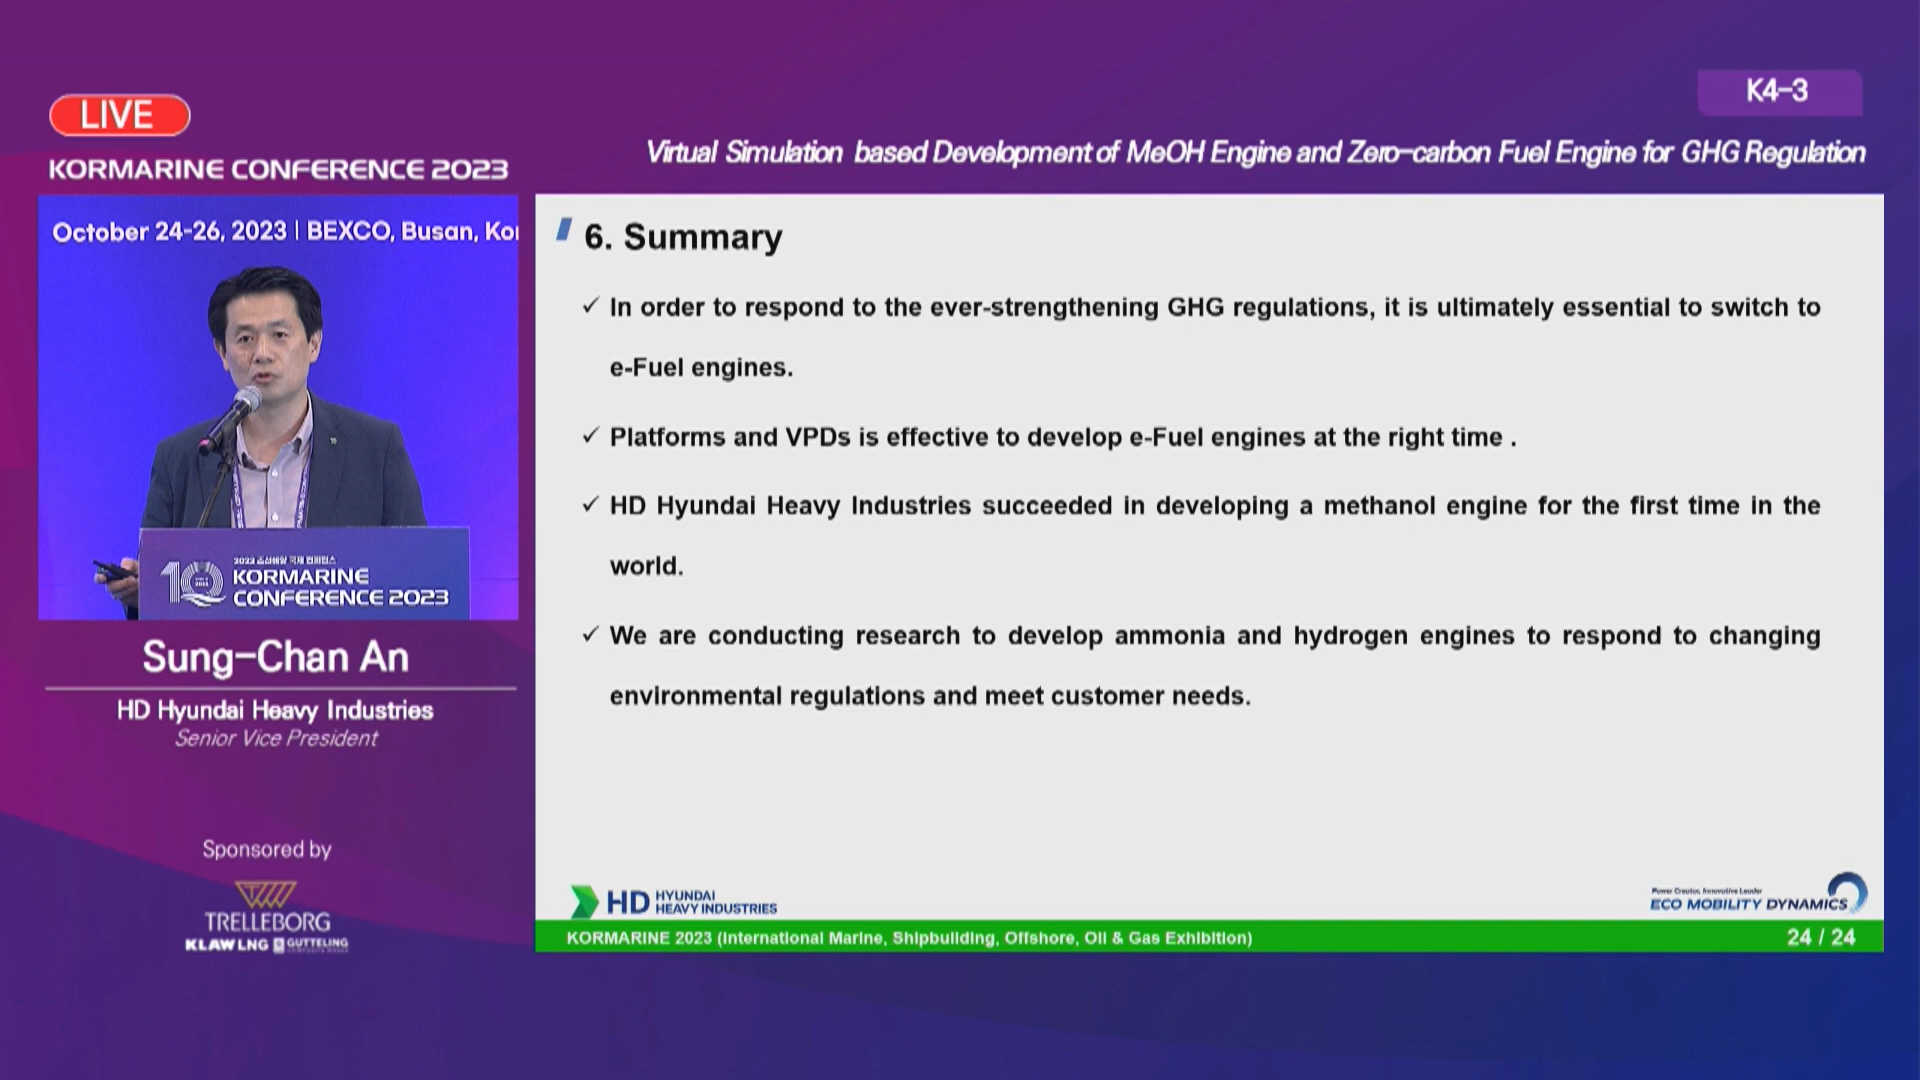 LIVE
KORMARINE CONFERENCE 2023
K4-3
Virtual Simulation based Development of MeOH Engine and Zero-carbon Fuel Engine for GHG Regulation
October 24-26, 2023 | BEXCO, Busan, Kor
10
KORMARINE
CONFERENCE 2023
Sung-Chan An
HD Hyundai Heavy Industries
Senior Vice President
Sponsored by
TRELLEBORG
KLAW LNG GUTTELING
6. Summary
✓ In order to respond to the ever-strengthening GHG regulations, it is ultimately essential to switch to
e-Fuel engines.
✓ Platforms and VPDs is effective to develop e-Fuel engines at the right time .
✓ HD Hyundai Heavy Industries succeeded in developing a methanol engine for the first time in the
world.
✓ We are conducting research to develop ammonia and hydrogen engines to respond to changing
environmental regulations and meet customer needs.
HD HYUNDAI
HEAVY INDUSTRIES
Power Creator, Innovative Leader
ECO MOBILITY DYNAMICS
KORMARINE 2023 (International Marine, Shipbuilding, Offshore, Oil & Gas Exhibition)
24 / 24